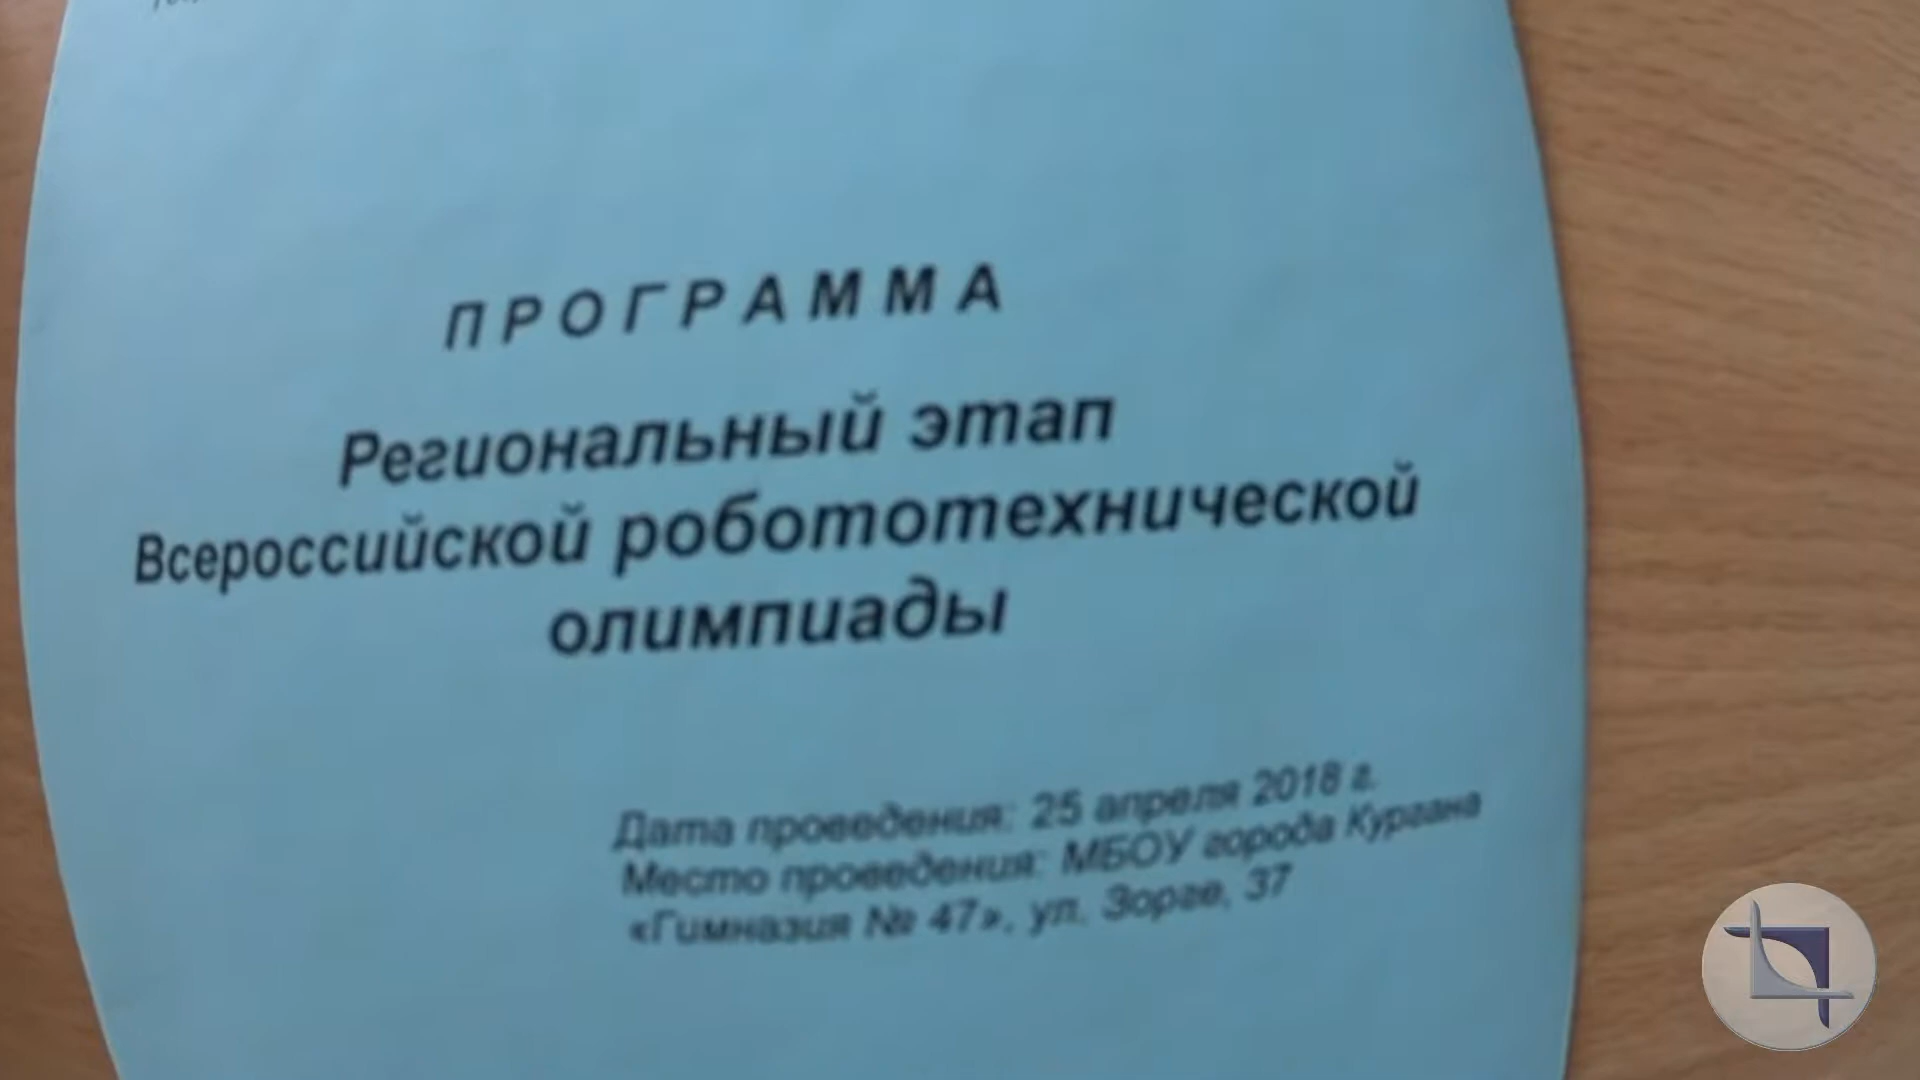 ПРОГРАММА
Региональный этап
Всероссийской робототехнической
олимпиады
Дата проведения: 25 апреля 2018 г.
Место проведения: МБОУ города Кургана
«Гимназия № 47», ул. Зорге, 37